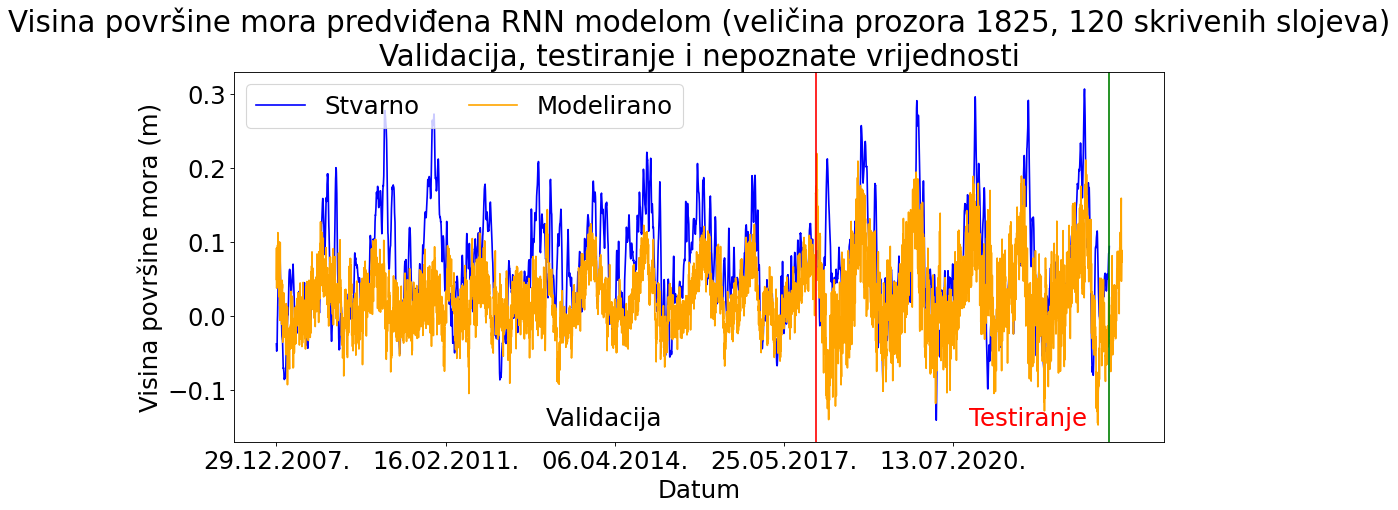 Visina površine mora predviđena RNN modelom (veličina prozora 1825, 120 skrivenih slojeva)
Validacija, testiranje i nepoznate vrijednosti
Stvarno
Modelirano
Visina površine mora (m)
0.3
0.2
0.1
0.0
−0.1
Validacija
Testiranje
29.12.2007.
16.02.2011.
06.04.2014.
25.05.2017.
13.07.2020.
Datum